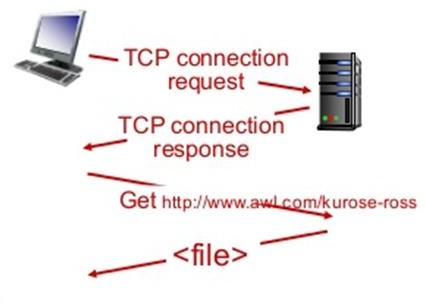 TCP connection
request
TCP connection
response
Get http://www.awl.com/kurose-ross
<file>